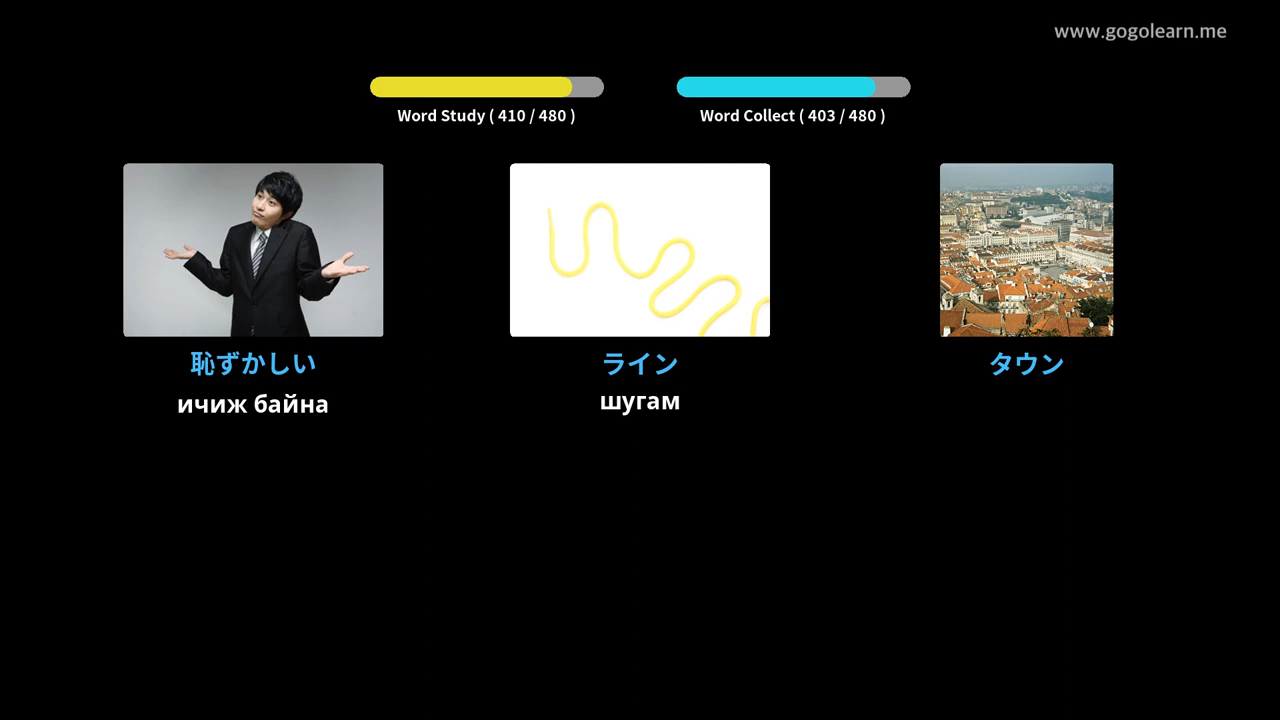 www.gogolearn.me
Word Study ( 410 / 480 )
Word Collect ( 403 / 480 )
恥ずかしい
ライン
タウン
ичиж байна
шугам